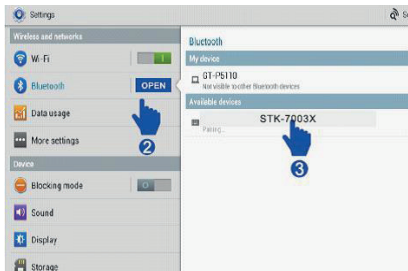 Settings
Wireless and networks
Wi-Fi
Bluetooth
OPEN
Data usage
2
More settings
Device
Blocking mode
Sound
Display
Storage
Bluetooth
My device
GT-P5110
Not visible to other Bluetooth devices
Available devices
STK-7003X
Pairing...
3